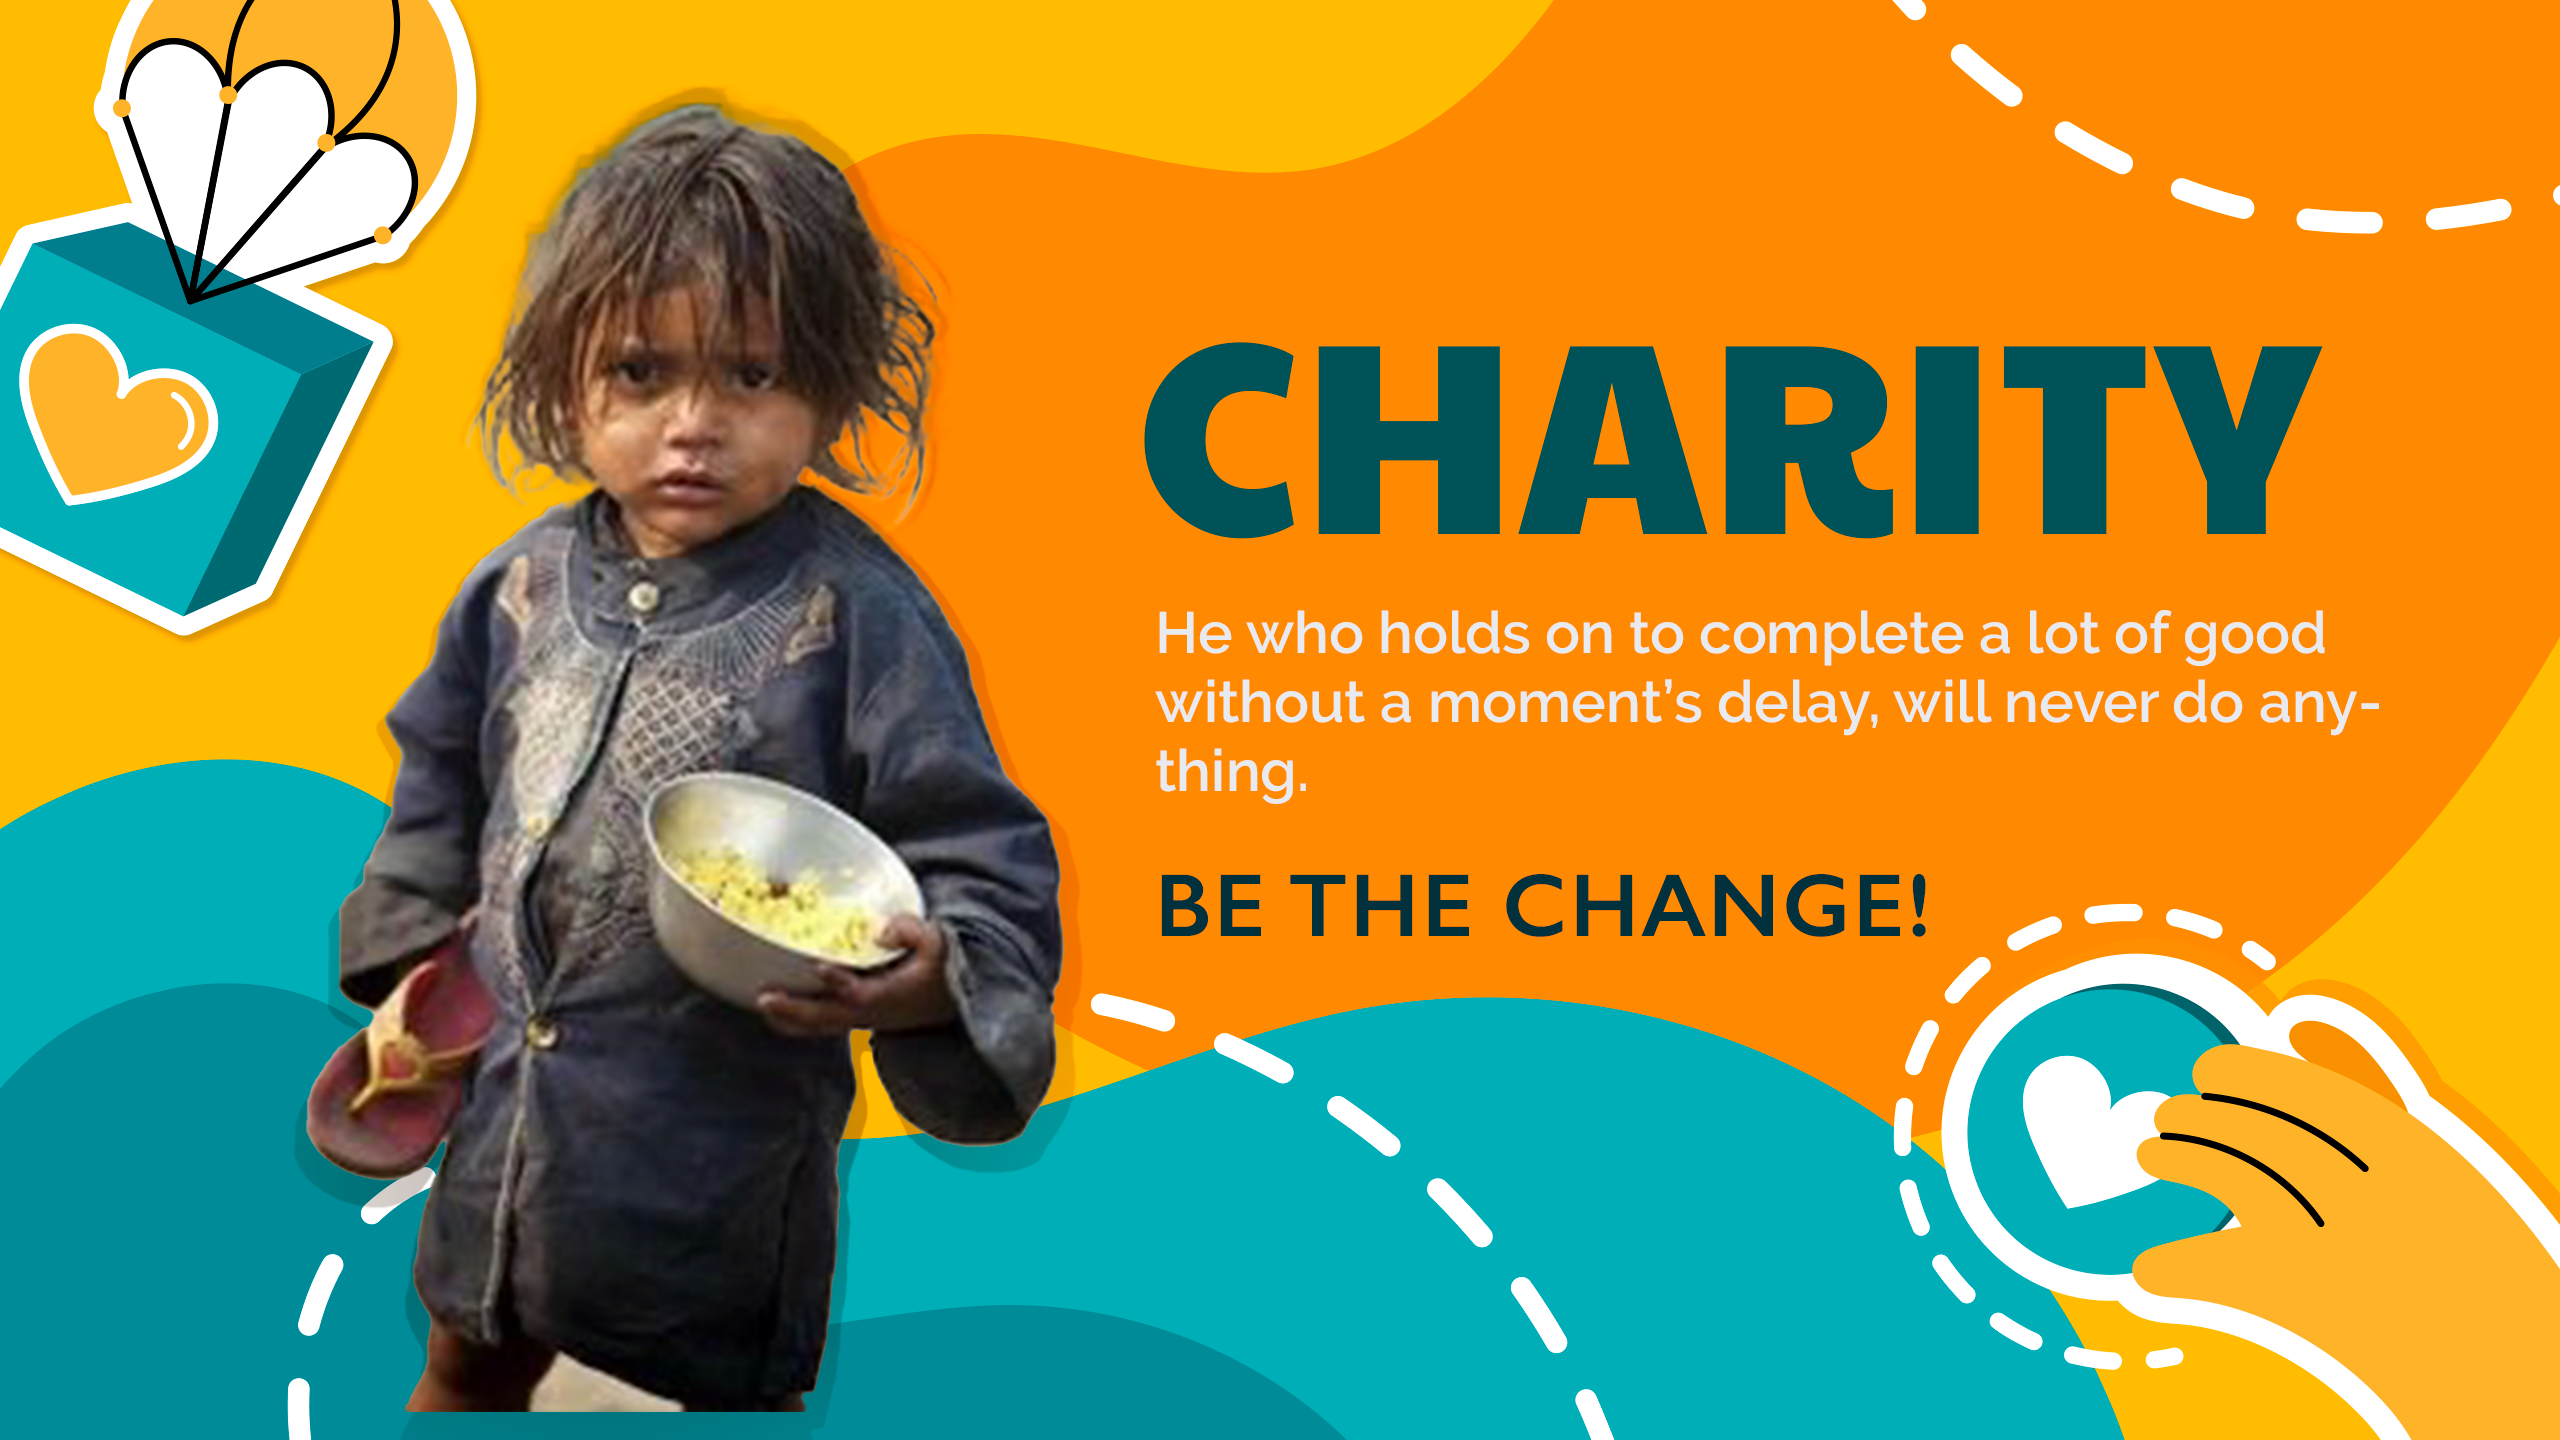 CHARITY
He who holds on to complete a lot of good
without a moment’s delay, will never do any-
thing.
BE THE CHANGE!